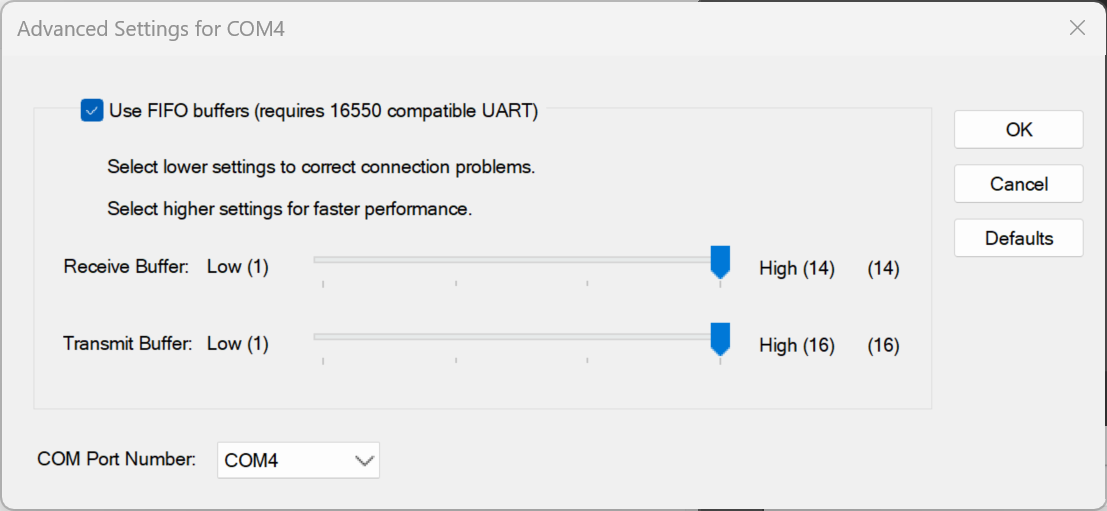 Advanced Settings for COM4
Use FIFO buffers (requires 16550 compatible UART)
OK
Select lower settings to correct connection problems.
Cancel
Select higher settings for faster performance.
Defaults
Receive Buffer: Low (1) High (14) (14)
Transmit Buffer: Low (1) High (16) (16)
COM Port Number: COM4